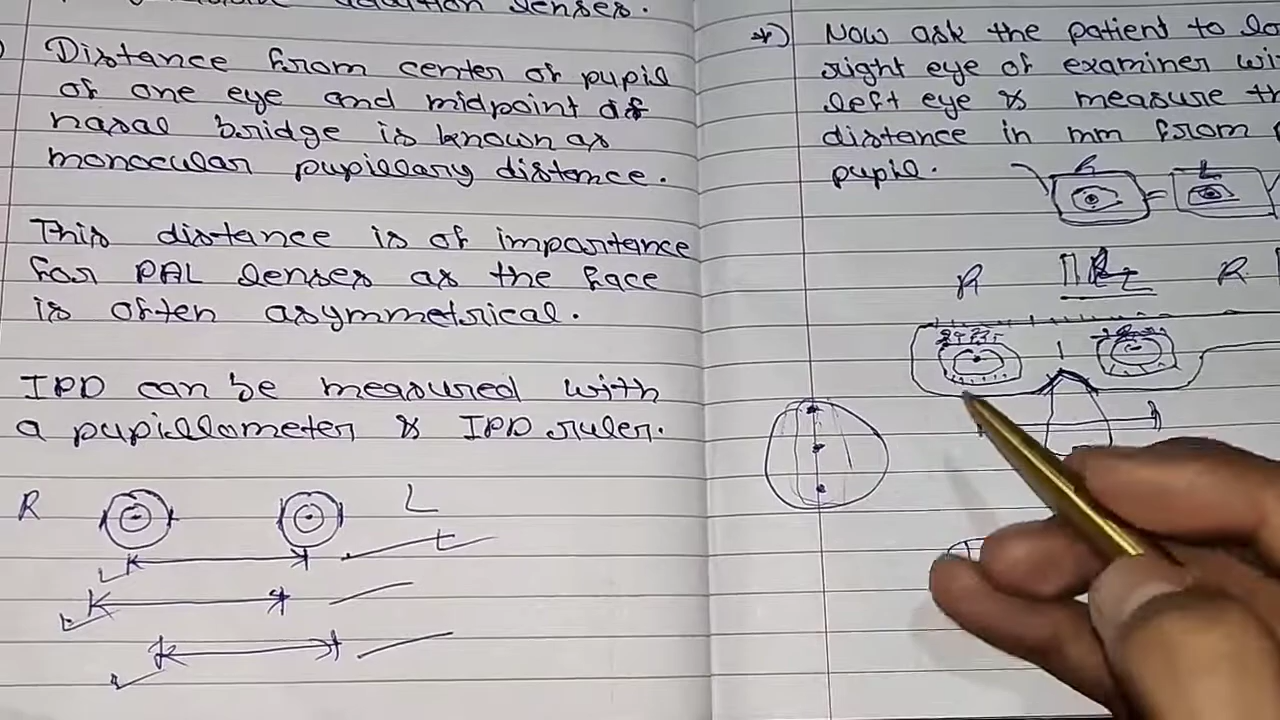 addition lenses.
Distance from center of pupil
of one eye and midpoint of
nasal bridge is known as
monocular pupillary distance.
This distance is of importance
for PAL lenses as the face
is often asymmetrical.
IPD can be measured with
a pupillometer & IPD ruler.
R L
*) Now ask the patient to
right eye of examiner
left eye & measure
distance in mm from
pupil.
L
R R